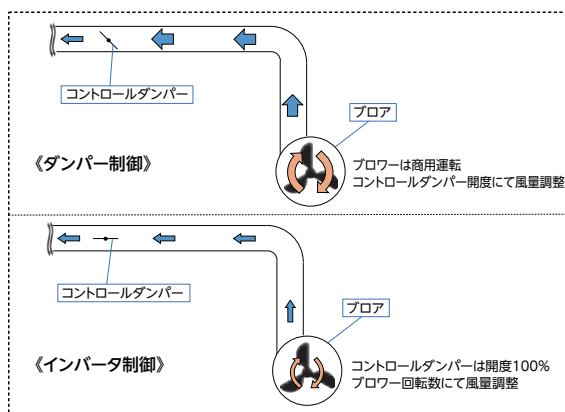 コントロールダンパー
ブロア
《ダンパー制御》
ブロワーは商用運転
コントロールダンパー開度にて風量調整
コントロールダンパー
ブロア
《インバータ制御》
コントロールダンパーは開度100%
ブロワー回転数にて風量調整